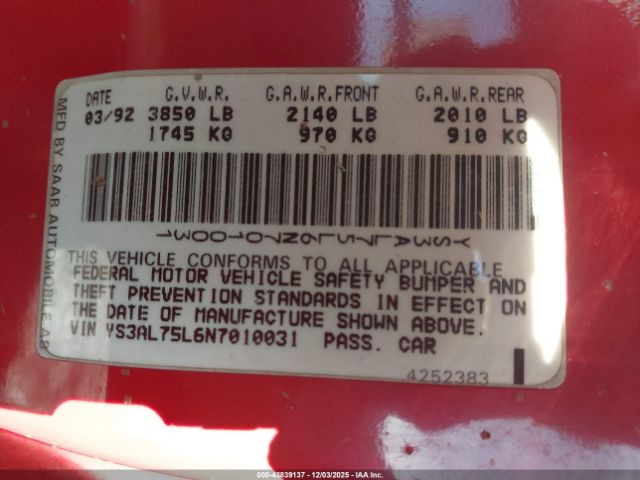 DATE G.V.W.R. G.A.W.R.FRONT G.A.W.R.REAR
03/92 3850 LB 2140 LB 2010 LB
1745 KG 970 KG 910 KG
YS3AL75L6N7010031
THIS VEHICLE CONFORMS TO ALL APPLICABLE
FEDERAL MOTOR VEHICLE SAFETY BUMPER AND
THEFT PREVENTION STANDARDS IN EFFECT ON
THE DATE OF MANUFACTURE SHOWN ABOVE.
VIN YS3AL75L6N7010031 PASS. CAR
4252383
MFD BY SAAB AUTOMOBILE AB
000-43839137 - 12/03/2025 - IAA Inc.